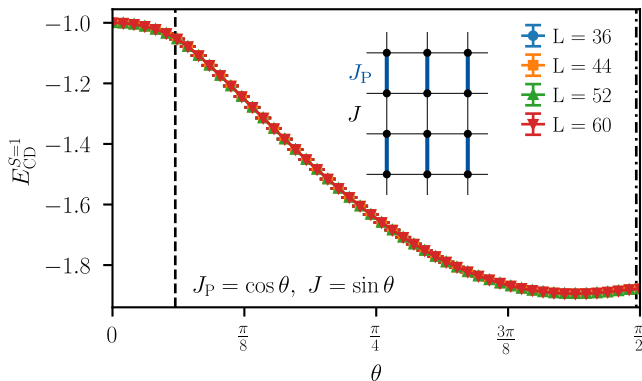 −1.0
−1.2
−1.4
−1.6
−1.8
E_CD^{S=1}
J_P
J
L = 36
L = 44
L = 52
L = 60
J_P = cos θ, J = sin θ
0
π/8
π/4
3π/8
π/2
θ